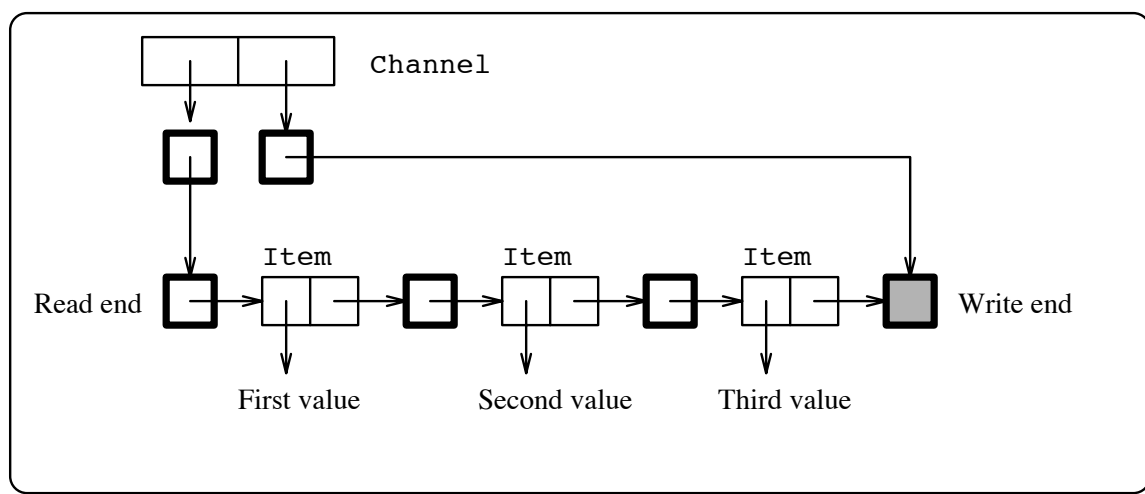 Channel
Item Item Item
Read end Write end
First value Second value Third value